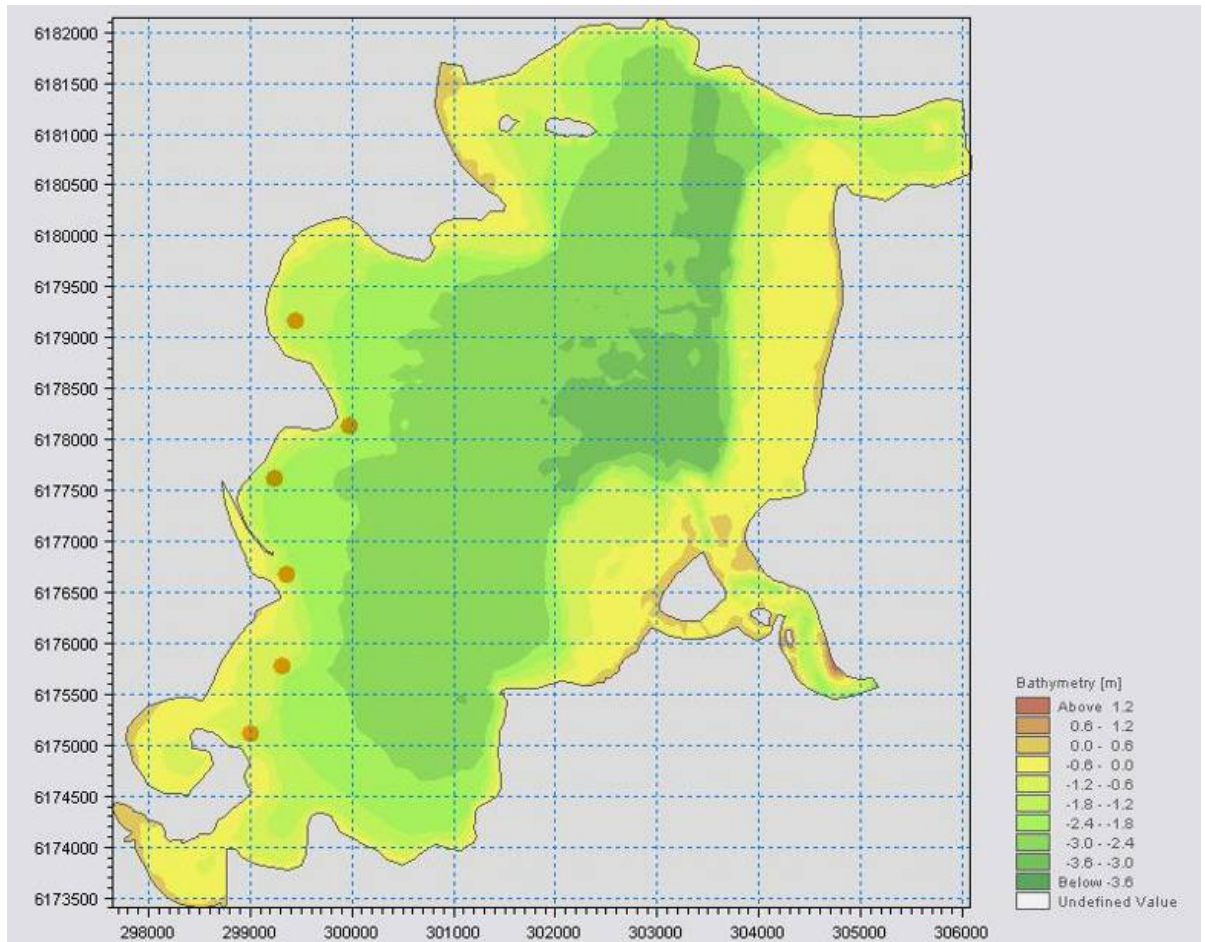 6182000
6181500
6181000
6180500
6180000
6179500
6179000
6178500
6178000
6177500
6177000
6176500
6176000
6175500
6175000
6174500
6174000
6173500
298000 299000 300000 301000 302000 303000 304000 305000 306000
Bathymetry [m]
Above 1.2
0.6 - 1.2
0.0 - 0.6
-0.6 - 0.0
-1.2 - -0.6
-1.8 - -1.2
-2.4 - -1.8
-3.0 - -2.4
-3.6 - -3.0
Below -3.6
Undefined Value